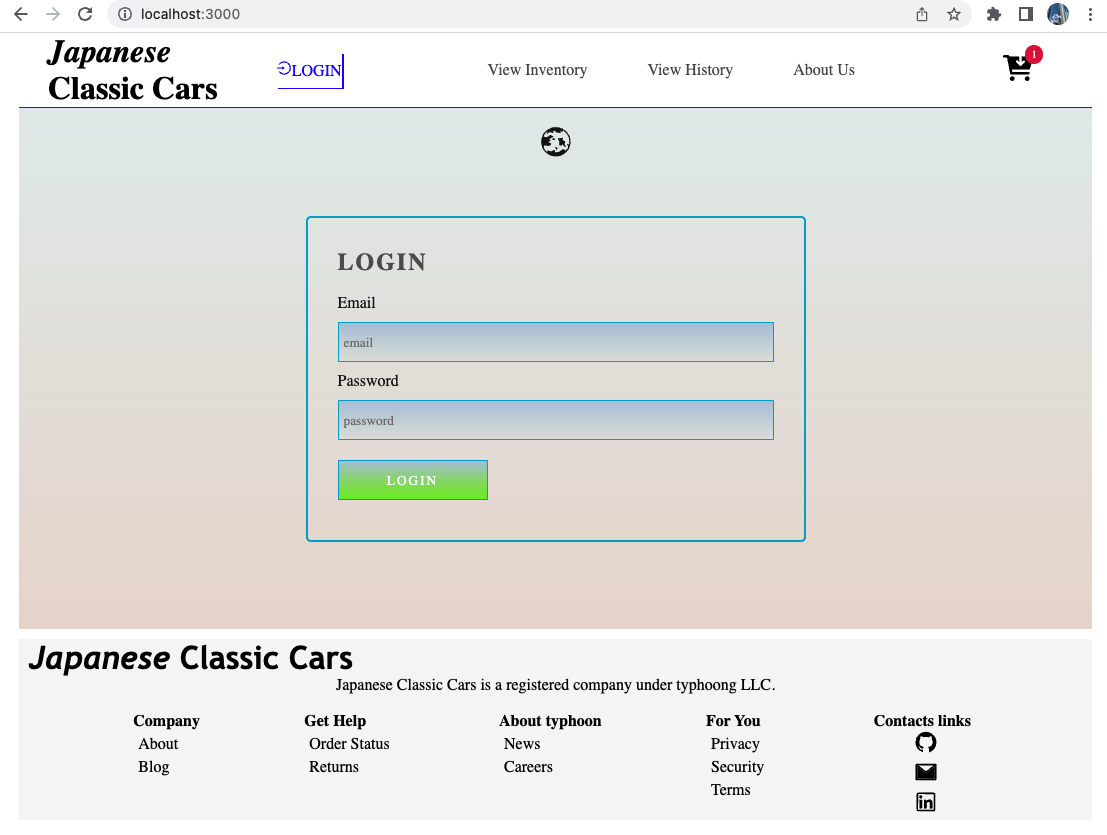 localhost:3000
Japanese
Classic Cars
LOGIN
View Inventory
View History
About Us
1
LOGIN
Email
email
Password
password
LOGIN
Japanese Classic Cars
Japanese Classic Cars is a registered company under typhoong LLC.
Company
About
Blog
Get Help
Order Status
Returns
About typhoon
News
Careers
For You
Privacy
Security
Terms
Contacts links
in